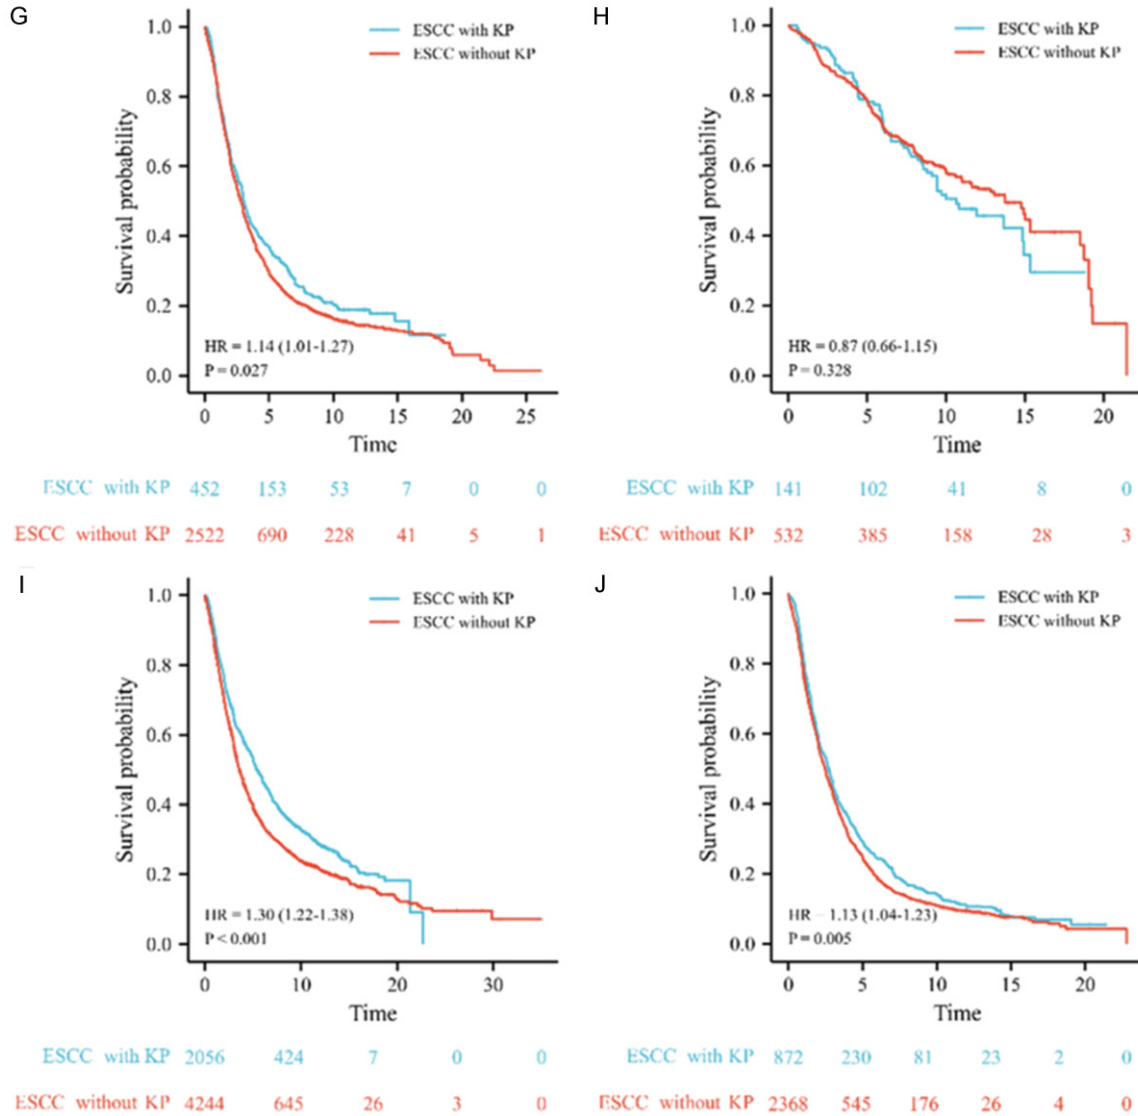 G
ESCC with KP
ESCC without KP
1.0
0.8
0.6
0.4
0.2
0.0
Survival probability
HR = 1.14 (1.01-1.27)
P = 0.027
0 5 10 15 20 25
Time
ESCC with KP 452 153 53 7 0 0
ESCC without KP 2522 690 228 41 5 1
H
ESCC with KP
ESCC without KP
1.0
0.8
0.6
0.4
0.2
0.0
Survival probability
HR = 0.87 (0.66-1.15)
P = 0.328
0 5 10 15 20
Time
ESCC with KP 141 102 41 8 0
ESCC without KP 532 385 158 28 3
I
ESCC with KP
ESCC without KP
1.0
0.8
0.6
0.4
0.2
0.0
Survival probability
HR = 1.30 (1.22-1.38)
P < 0.001
0 10 20 30
Time
ESCC with KP 2056 424 7 0 0
ESCC without KP 4244 645 26 3 0
J
ESCC with KP
ESCC without KP
1.0
0.8
0.6
0.4
0.2
0.0
Survival probability
HR = 1.13 (1.04-1.23)
P = 0.005
0 5 10 15 20
Time
ESCC with KP 872 230 81 23 2 0
ESCC without KP 2368 545 176 26 4 0